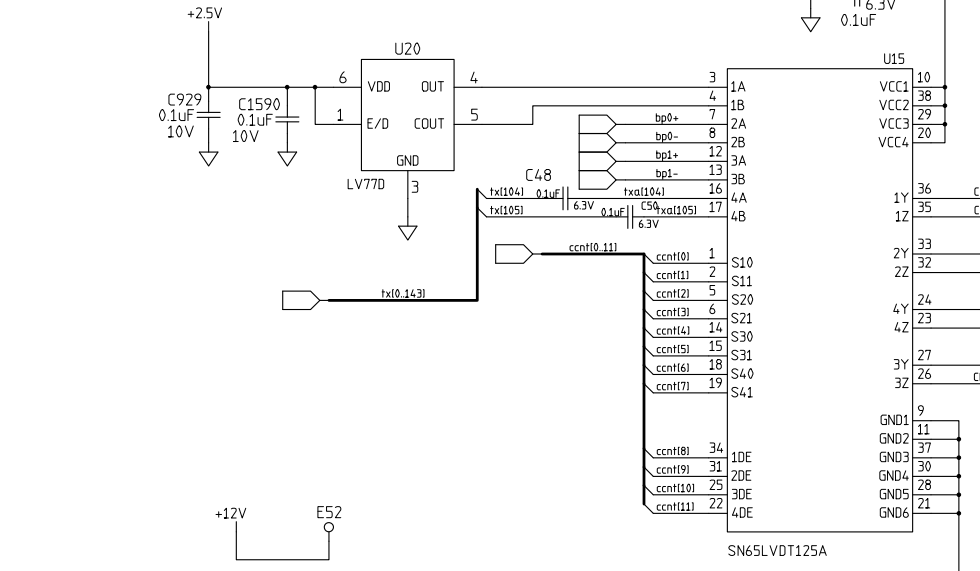 +2.5V
6.3V
0.1uF
U20
U15
6 VDD OUT 4
1 E/D COUT 5
GND
3
LV77D
C929
0.1uF
10V
C1590
0.1uF
10V
3 1A VCC1 10
4 1B VCC2 38
bp0+ 7 2A VCC3 29
bp0- 8 2B VCC4 20
bp1+ 12 3A
bp1- 13 3B
C48
tx[104] 0.1uF 6.3V txa[104] 16 4A 1Y 36
tx[105] 0.1uF C50 6.3V txa[105] 17 4B 1Z 35
ccnt[0..11]
tx[0..143]
2Y 33
ccnt[0] 1 S10 2Z 32
ccnt[1] 2 S11
ccnt[2] 5 S20 4Y 24
ccnt[3] 6 S21 4Z 23
ccnt[4] 14 S30
ccnt[5] 15 S31 3Y 27
ccnt[6] 18 S40 3Z 26
ccnt[7] 19 S41
GND1 9
GND2 11
ccnt[8] 34 1DE GND3 37
ccnt[9] 31 2DE GND4 30
ccnt[10] 25 3DE GND5 28
ccnt[11] 22 4DE GND6 21
SN65LVDT125A
+12V
E52